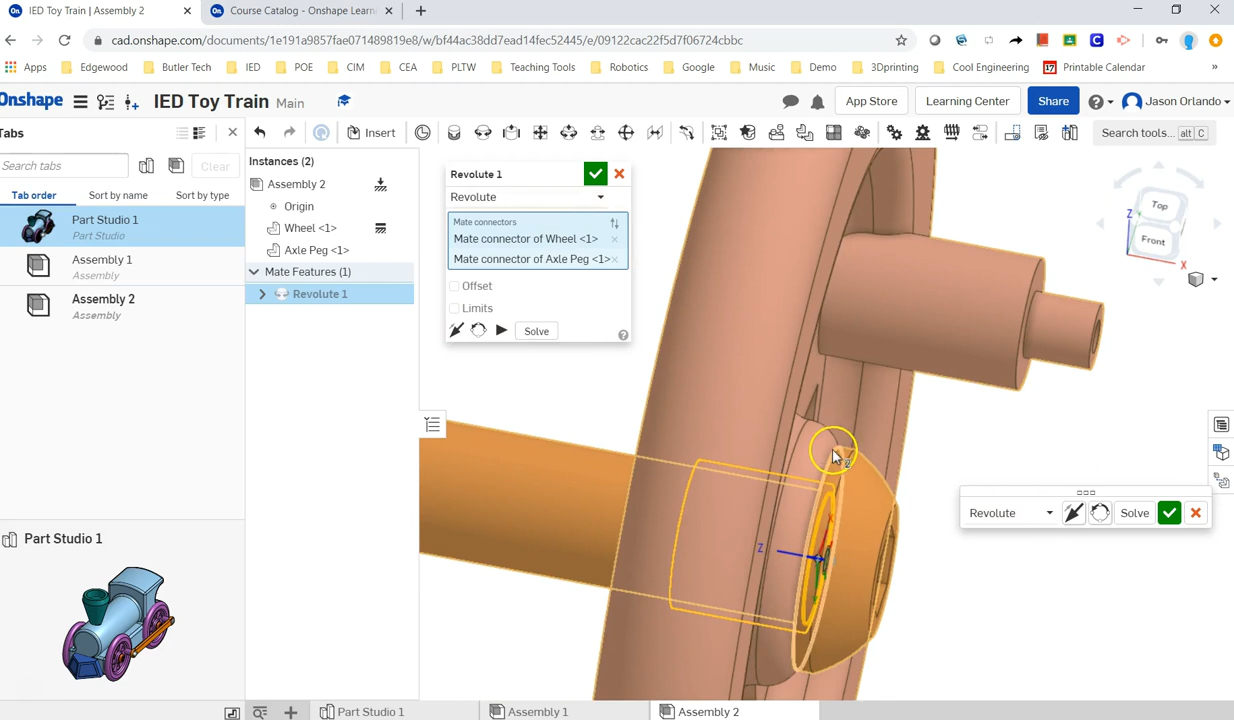 IED Toy Train | Assembly 2
Course Catalog - Onshape Learn
cad.onshape.com/documents/1e191a9857fae071489819e8/w/bf44ac38dd7ead14fec52445/e/09122cac22f5d7f06724cbbc
Apps Edgewood Butler Tech IED POE CIM CEA PLTW Teaching Tools Robotics Google Music Demo 3Dprinting Cool Engineering 17 Printable Calendar »
Onshape IED Toy Train Main App Store Learning Center Share Jason Orlando
Tabs Insert Search tools... alt C
Search tabs Clear
Tab order Sort by name Sort by type
Part Studio 1
Part Studio
Assembly 1
Assembly
Assembly 2
Assembly
Part Studio 1
Instances (2)
Assembly 2
Origin
Wheel <1>
Axle Peg <1>
Mate Features (1)
Revolute 1
Revolute 1
Revolute
Mate connectors
Mate connector of Wheel <1>
Mate connector of Axle Peg <1>
Offset
Limits
Solve
Z
Top
Front
Z
X
Revolute Solve
Part Studio 1 Assembly 1 Assembly 2